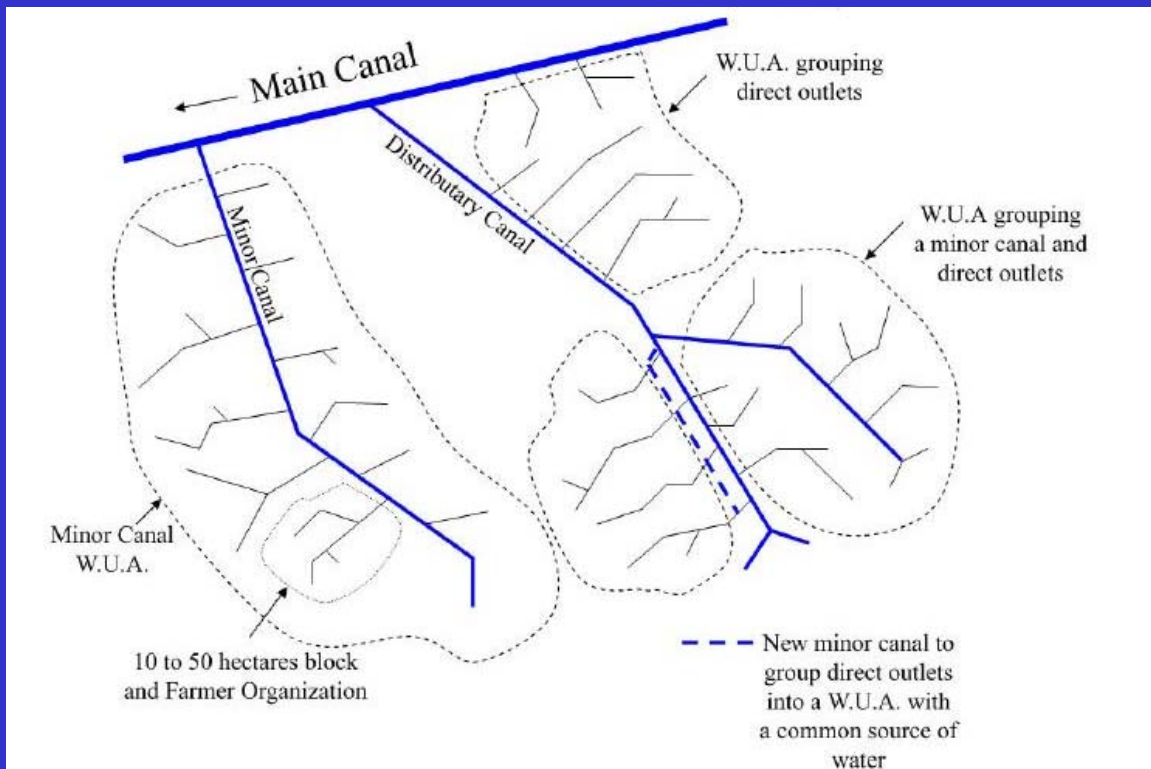 Main Canal
W.U.A. grouping
direct outlets
Distributary Canal
Minor Canal
W.U.A grouping
a minor canal and
direct outlets
Minor Canal
W.U.A.
10 to 50 hectares block
and Farmer Organization
New minor canal to
group direct outlets
into a W.U.A. with
a common source of
water